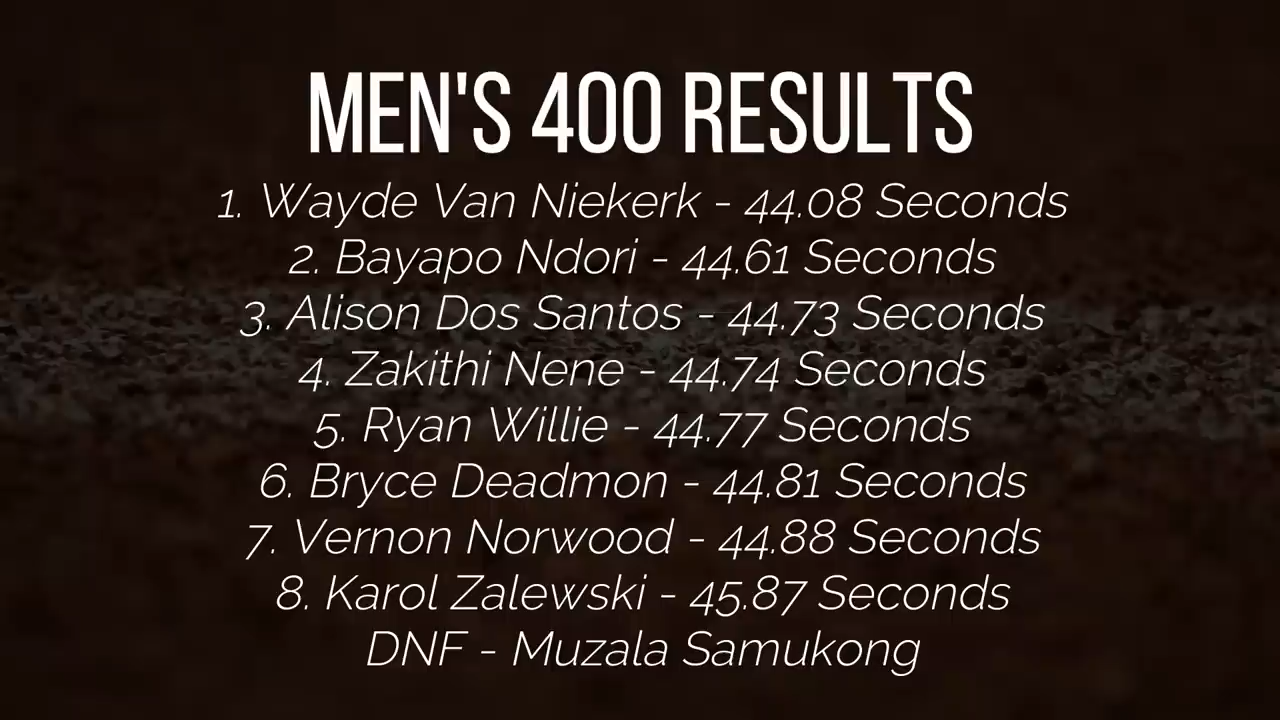 MEN'S 400 RESULTS
1. Wayde Van Niekerk - 44.08 Seconds
2. Bayapo Ndori - 44.61 Seconds
3. Alison Dos Santos - 44.73 Seconds
4. Zakithi Nene - 44.74 Seconds
5. Ryan Willie - 44.77 Seconds
6. Bryce Deadmon - 44.81 Seconds
7. Vernon Norwood - 44.88 Seconds
8. Karol Zalewski - 45.87 Seconds
DNF - Muzala Samukong